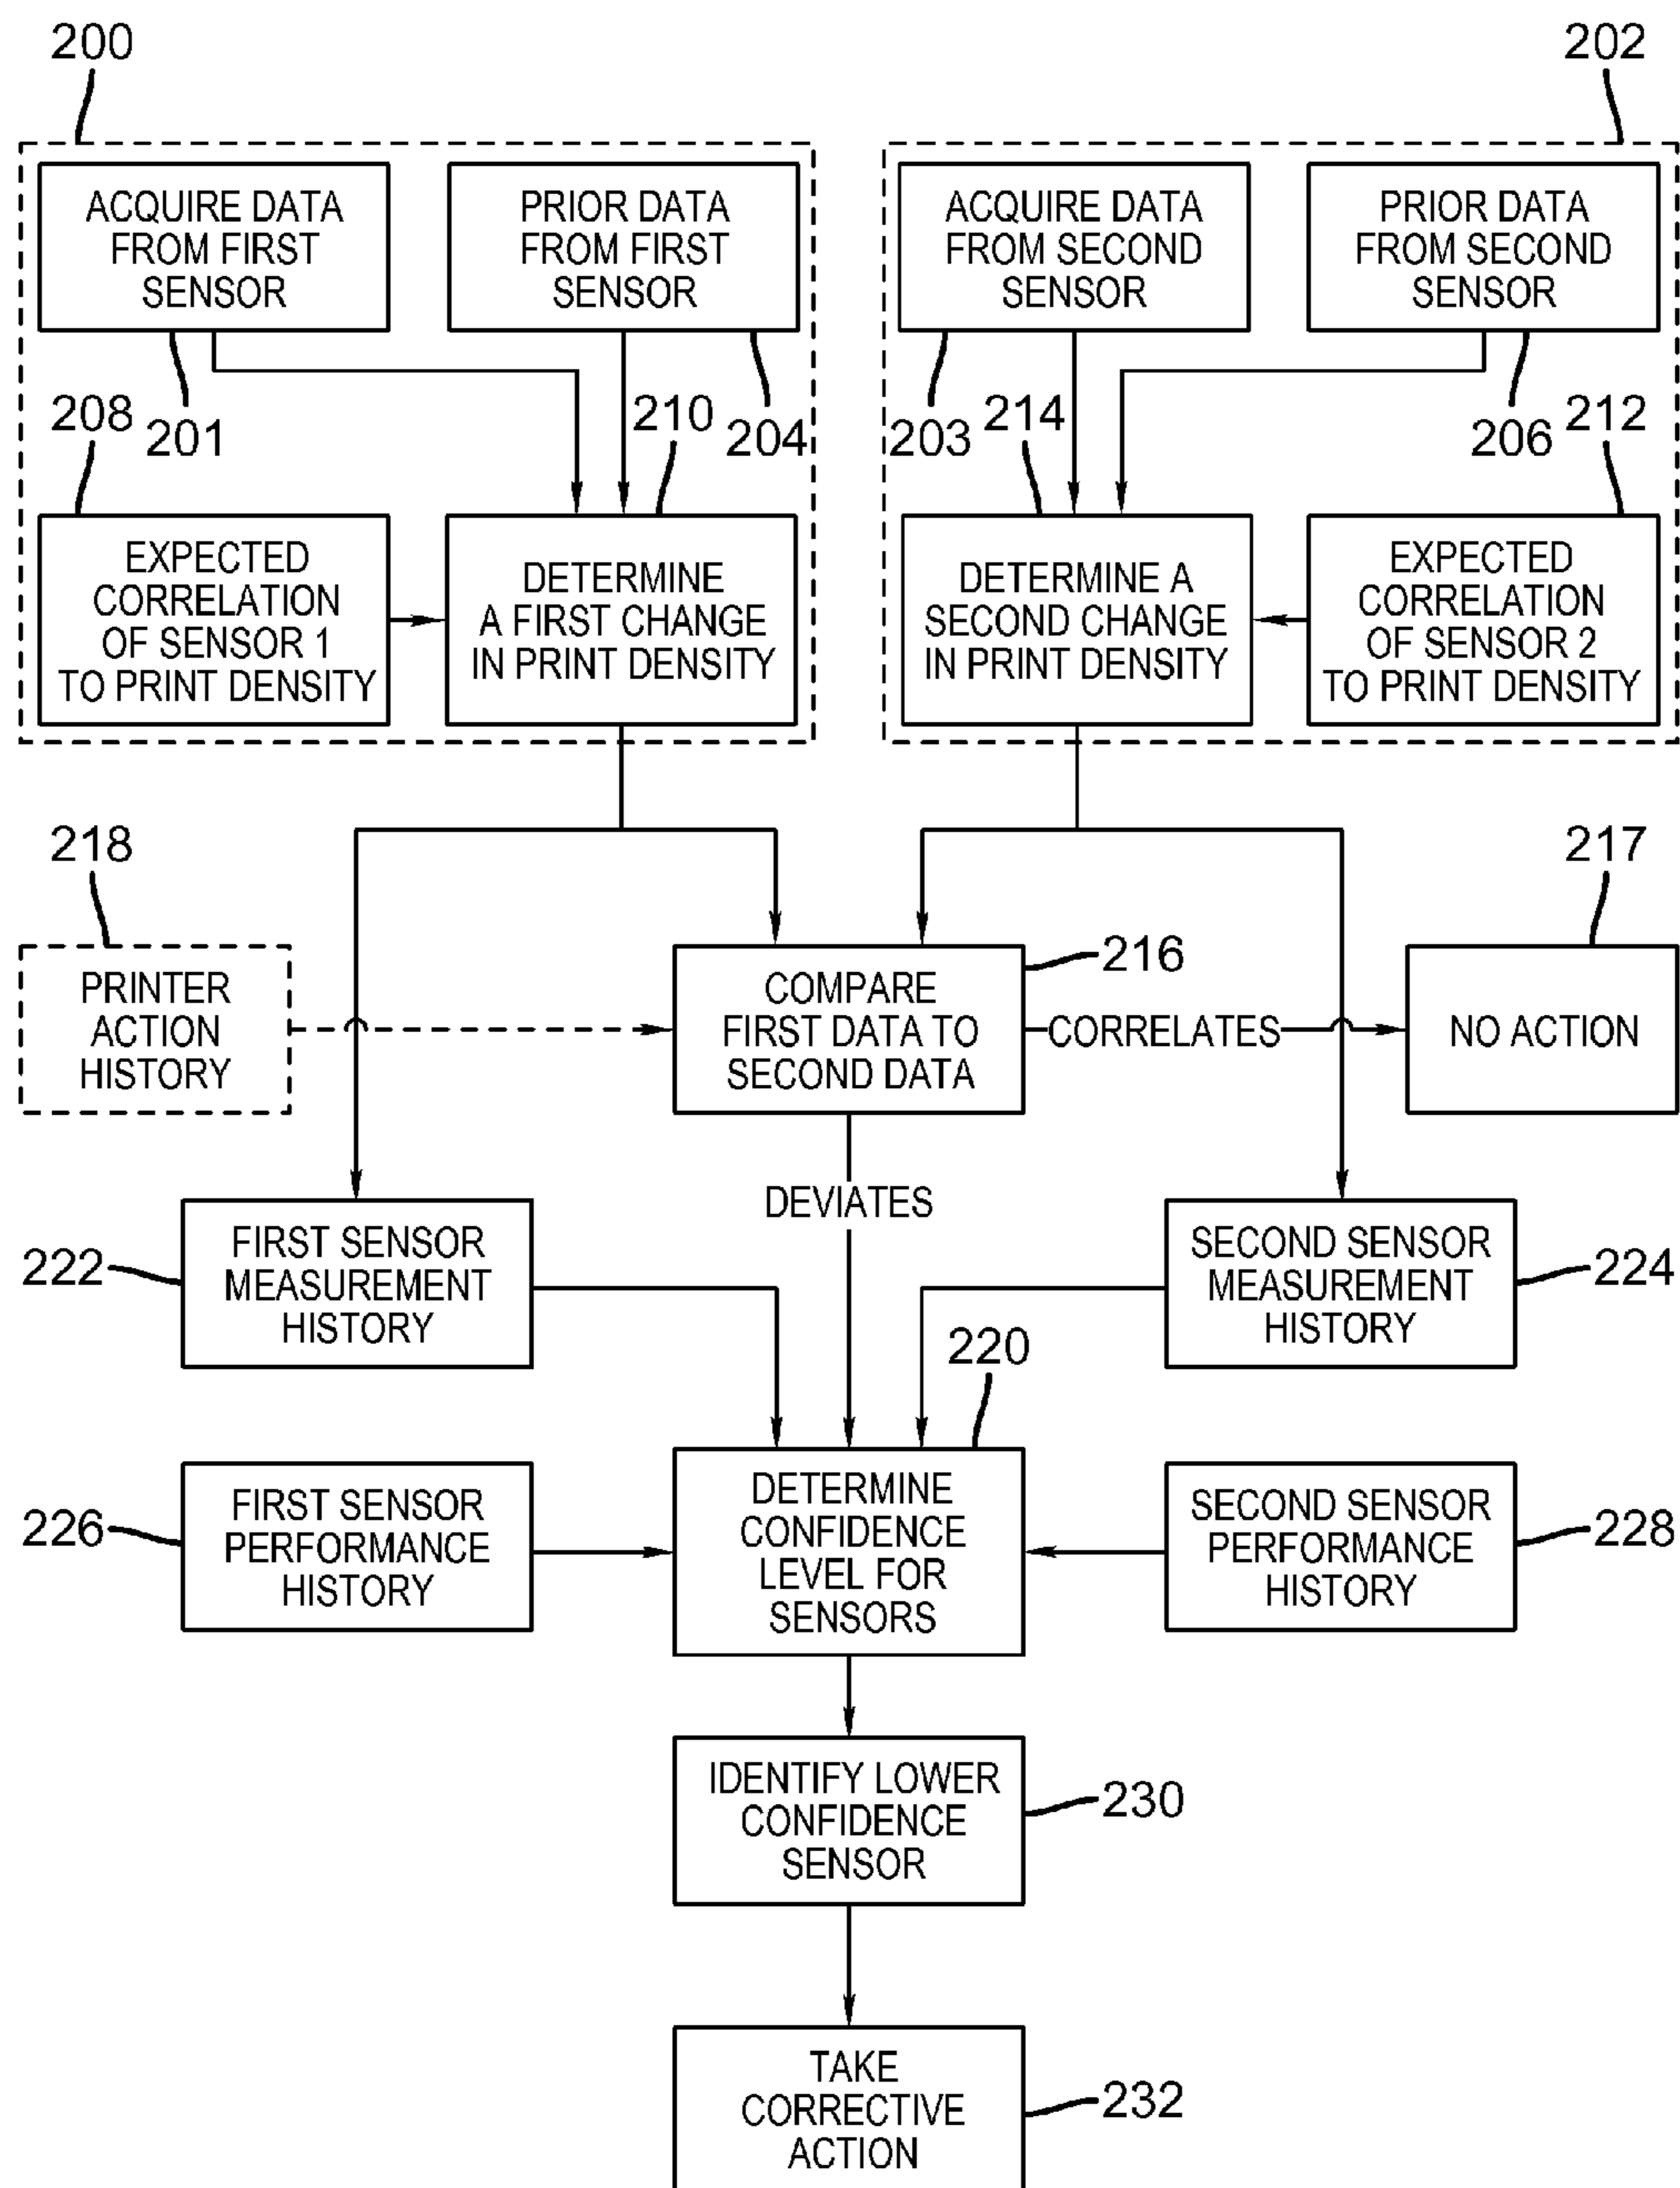 200
202
ACQUIRE DATA
FROM FIRST
SENSOR
PRIOR DATA
FROM FIRST
SENSOR
ACQUIRE DATA
FROM SECOND
SENSOR
PRIOR DATA
FROM SECOND
SENSOR
208
201
210
204
203
214
206
212
EXPECTED
CORRELATION
OF SENSOR 1
TO PRINT DENSITY
DETERMINE
A FIRST CHANGE
IN PRINT DENSITY
DETERMINE A
SECOND CHANGE
IN PRINT DENSITY
EXPECTED
CORRELATION
OF SENSOR 2
TO PRINT DENSITY
218
217
PRINTER
ACTION
HISTORY
216
COMPARE
FIRST DATA TO
SECOND DATA
CORRELATES
NO ACTION
DEVIATES
222
FIRST SENSOR
MEASUREMENT
HISTORY
SECOND SENSOR
MEASUREMENT
HISTORY
224
220
226
FIRST SENSOR
PERFORMANCE
HISTORY
DETERMINE
CONFIDENCE
LEVEL FOR
SENSORS
SECOND SENSOR
PERFORMANCE
HISTORY
228
IDENTIFY LOWER
CONFIDENCE
SENSOR
230
TAKE
CORRECTIVE
ACTION
232